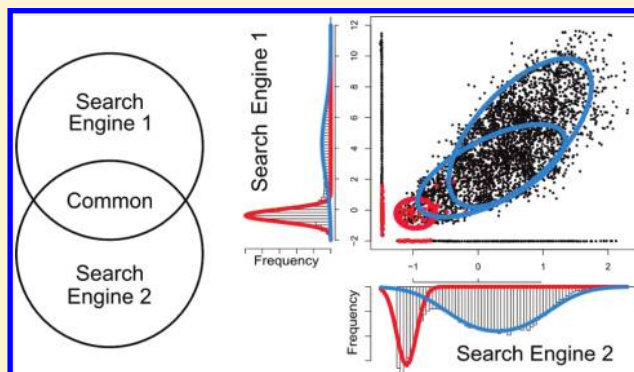 Search
Engine 1
Common
Search
Engine 2
Search Engine 1
Frequency
12
10
8
6
4
2
0
−2
−1
0
1
2
Frequency
Search Engine 2